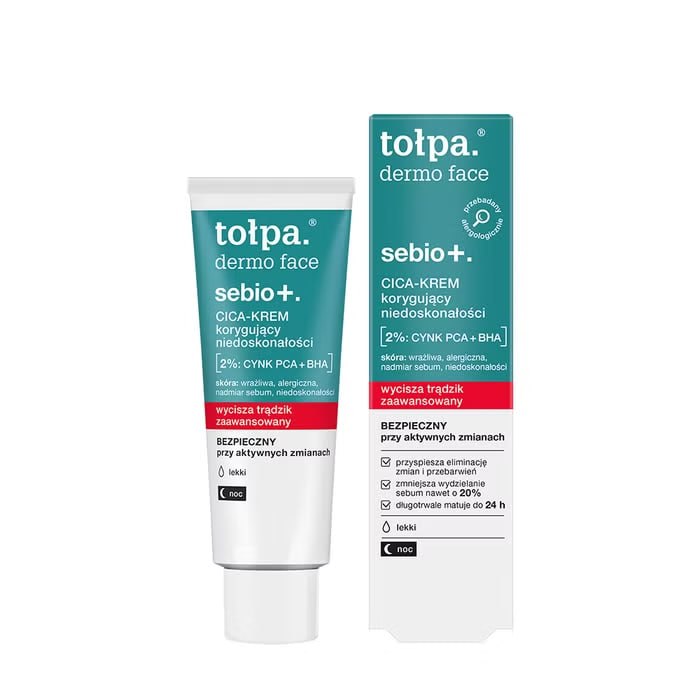 tołpa.®
dermo face
sebio+.
CICA-KREM
korygujący
niedoskonałości
[2%: CYNK PCA+BHA]
skóra: wrażliwa, alergiczna,
nadmiar sebum, niedoskonałości
wycisza trądzik
zaawansowany
BEZPIECZNY
przy aktywnych zmianach
lekki
noc
tołpa.®
dermo face
przebadany
alergologicznie
sebio+.
CICA-KREM
korygujący
niedoskonałości
[2%: CYNK PCA+BHA]
skóra: wrażliwa, alergiczna,
nadmiar sebum, niedoskonałości
wycisza trądzik
zaawansowany
BEZPIECZNY
przy aktywnych zmianach
przyspiesza eliminację
zmian i przebarwień
zmniejsza wydzielanie
sebum nawet o 20%
długotrwale matuje do 24 h
lekki
noc